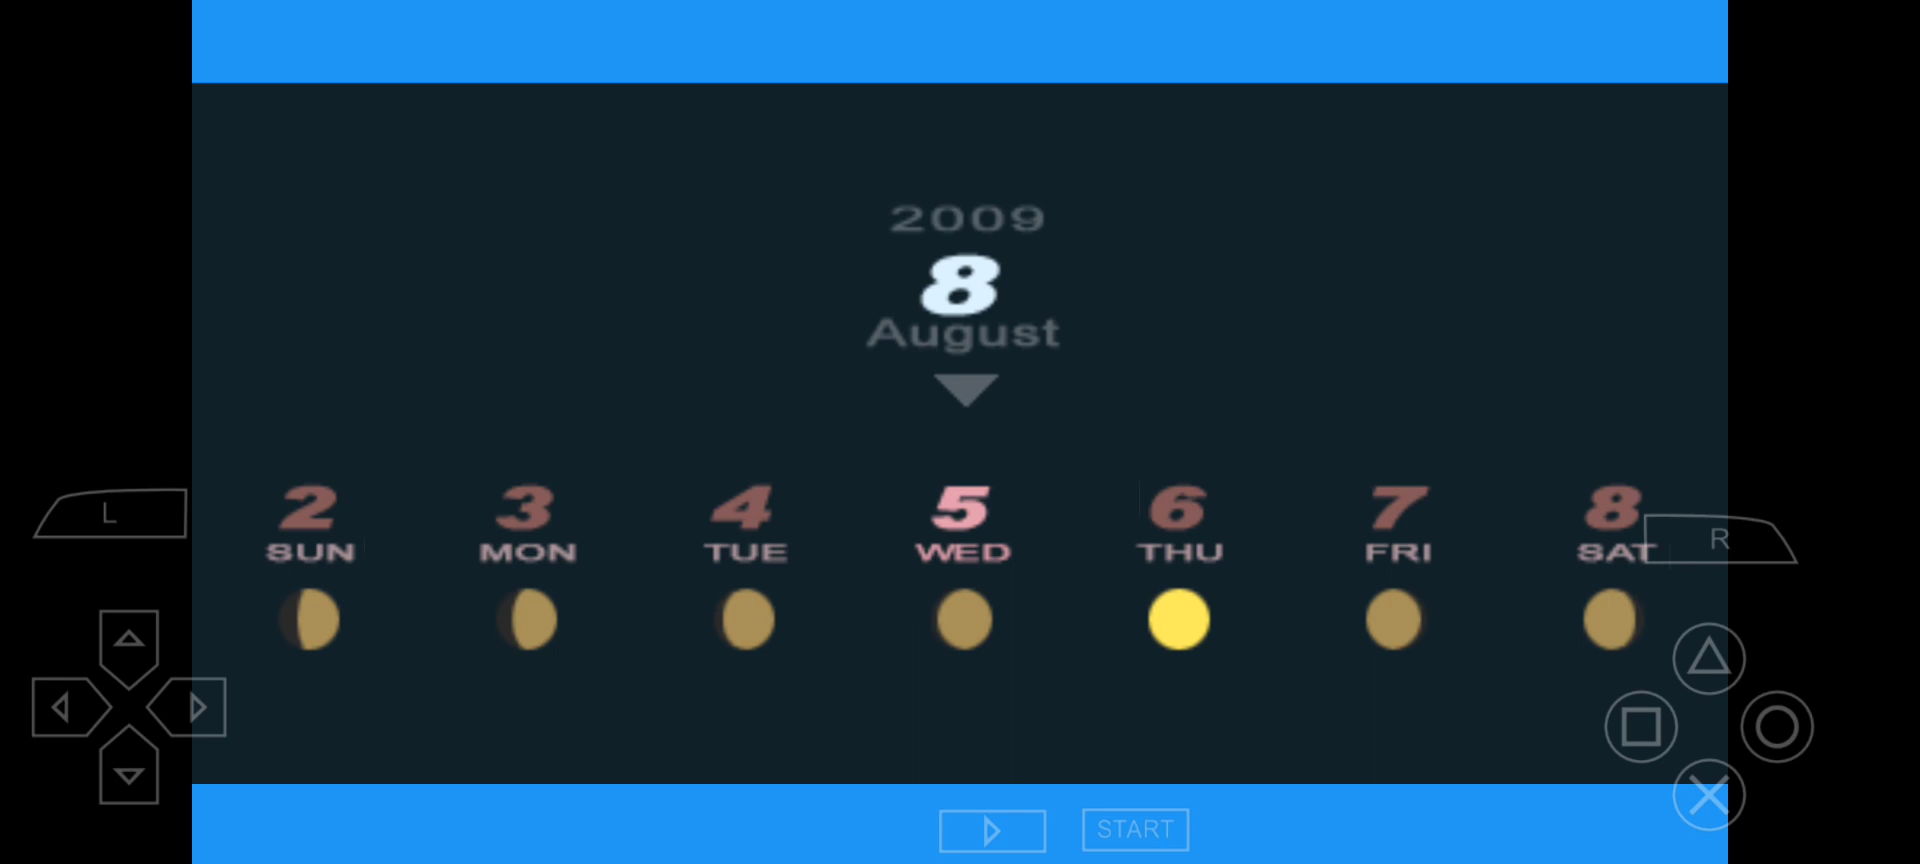 2009
8
August
2 3 4 5 6 7 8
SUN MON TUE WED THU FRI SAT
L
R
START